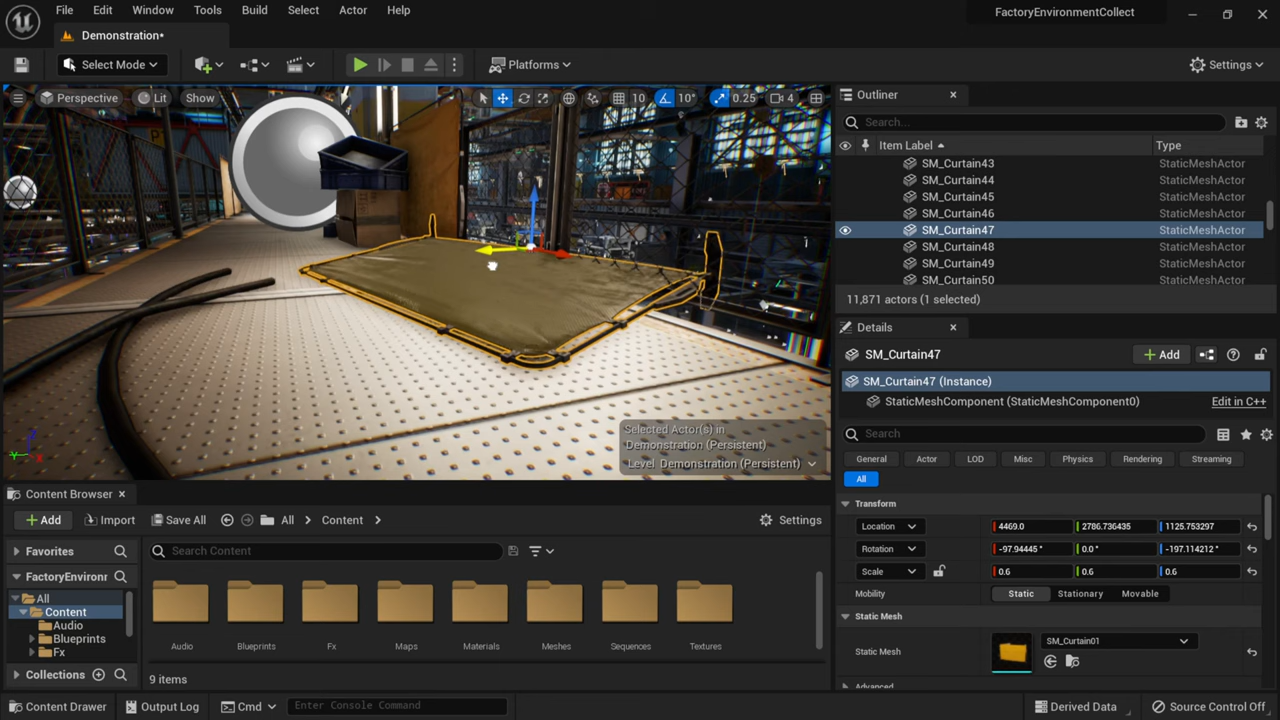 File Edit Window Tools Build Select Actor Help
FactoryEnvironmentCollect
Demonstration*
Select Mode
Platforms
Settings
Perspective Lit Show
10 10° 0.25 4
Selected Actor(s) in
Demonstration (Persistent)
Level Demonstration (Persistent)
Outliner
Search...
Item Label Type
SM_Curtain43 StaticMeshActor
SM_Curtain44 StaticMeshActor
SM_Curtain45 StaticMeshActor
SM_Curtain46 StaticMeshActor
SM_Curtain47 StaticMeshActor
SM_Curtain48 StaticMeshActor
SM_Curtain49 StaticMeshActor
SM_Curtain50 StaticMeshActor
11,871 actors (1 selected)
Details
SM_Curtain47
Add
SM_Curtain47 (Instance)
StaticMeshComponent (StaticMeshComponent0) Edit in C++
Search
General Actor LOD Misc Physics Rendering Streaming
All
Transform
Location 4469.0 2786.736435 1125.753297
Rotation -97.94445° 0.0° -197.114212°
Scale 0.6 0.6 0.6
Mobility Static Stationary Movable
Static Mesh
Static Mesh SM_Curtain01
Advanced
Content Browser
Add Import Save All All Content Settings
Favorites
Search Content
FactoryEnvironr
All
Content
Audio
Blueprints
Fx
Collections
Audio Blueprints Fx Maps Materials Meshes Sequences Textures
9 items
Content Drawer Output Log Cmd Enter Console Command Derived Data Source Control Off